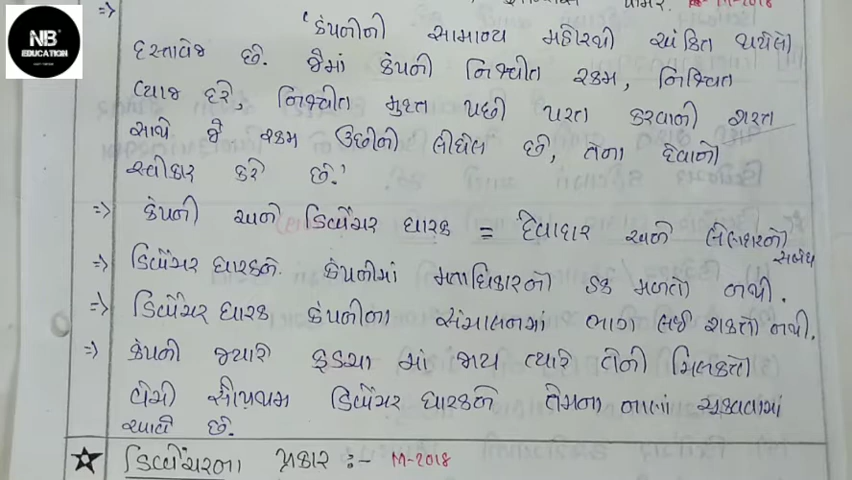 M-2018
⇒ 'કંપનીની સામાન્ય મહોરથી અંકિત થયેલો
દસ્તાવેજ છે. જેમાં કંપની નિશ્ચીત રકમ, નિશ્ચિત
વ્યાજ દરે નિશ્ચીત મુદ્દત પછી પરત કરવાની શરત
સાથે જે રકમ ઉછીની લીધેલ છે, તેના દેવાનો
સ્વીકાર કરે છે.'
⇒ કંપની અને ડિબેંચર ધારક = દેવાદાર અને લેણદારનો
સબંધ
⇒ ડિબેંચર ધારકને કંપનીમાં મતાધિકારનો હક મળતો નથી.
⇒ ડિબેંચર ધારક કંપનીના સંચાલનમાં ભાગ લઈ શકતો નથી.
⇒ કંપની જ્યારે ફડચા માં જાય ત્યારે તેની મિલકતો
વેચી સૌપ્રથમ ડિબેંચર ધારકને તેમના નાણાં ચૂકવવામાં
આવે છે.
☆ ડિબેંચરના પ્રકાર :- M-2018
NB
EDUCATION